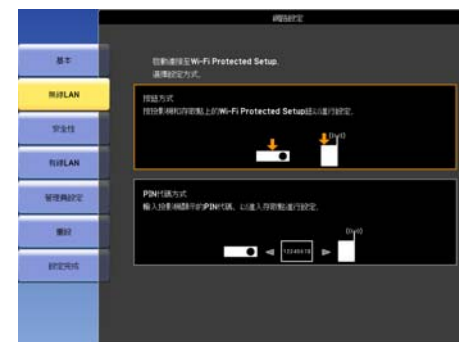 網路設定
基本
無線LAN
安全性
有線LAN
管理員設定
重設
設定完成
啟動連接至Wi-Fi Protected Setup.
選擇設定方式.
按鈕方式
按投影機和存取點上的Wi-Fi Protected Setup鈕以進行設定.
PIN代碼方式
輸入投影機顯示的PIN代碼、以進入存取點進行設定.
12345678